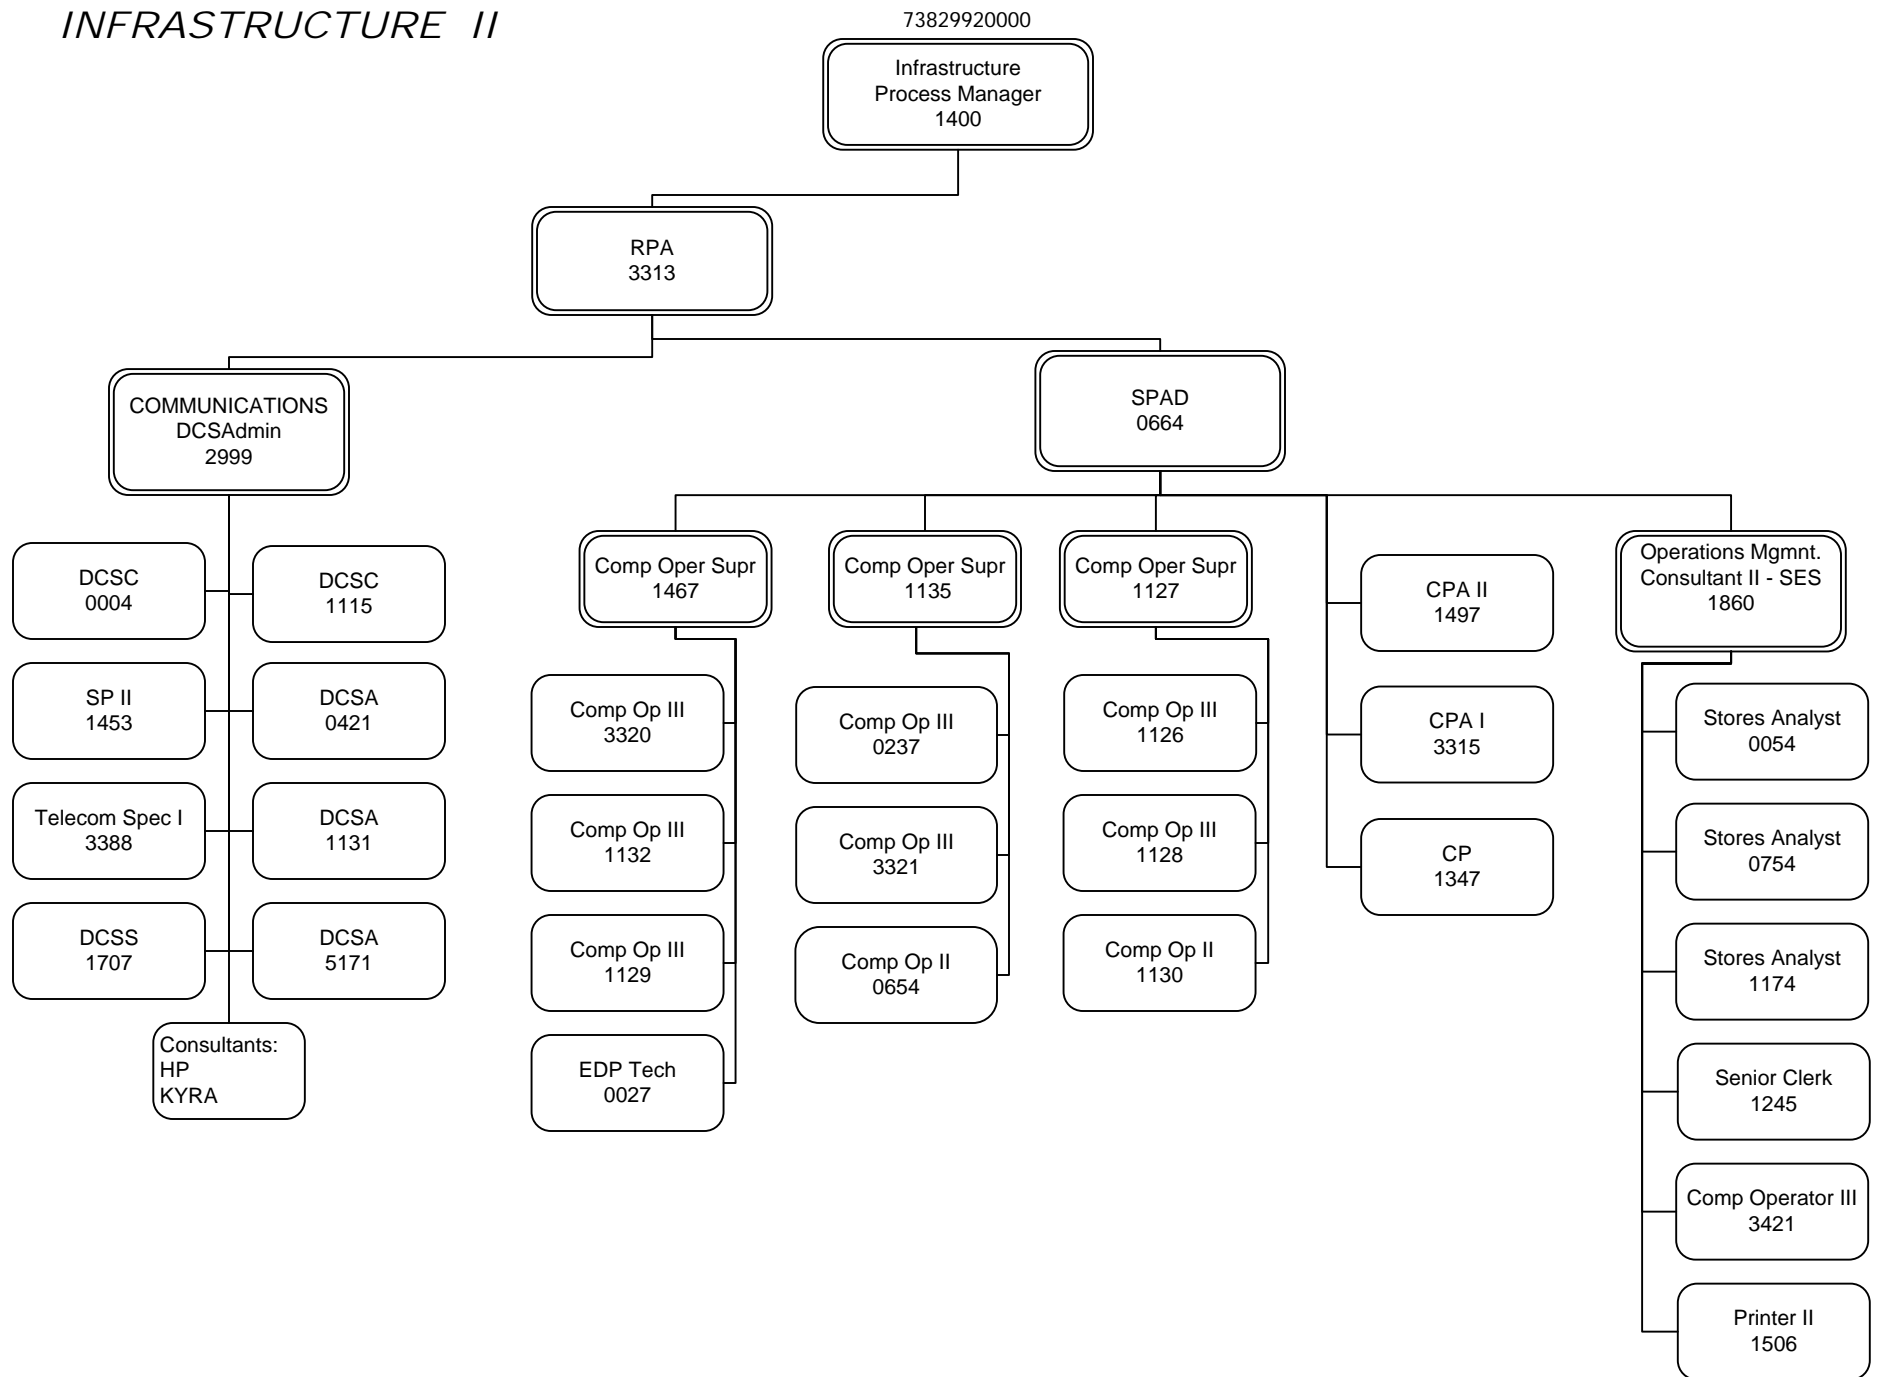 INFRASTRUCTURE II
73829920000
Infrastructure
Process Manager
1400
RPA
3313
COMMUNICATIONS
DCSAdmin
2999
SPAD
0664
DCSC
0004
DCSC
1115
SP II
1453
DCSA
0421
Telecom Spec I
3388
DCSA
1131
DCSS
1707
DCSA
5171
Consultants:
HP
KYRA
Comp Oper Supr
1467
Comp Op III
3320
Comp Op III
1132
Comp Op III
1129
EDP Tech
0027
Comp Oper Supr
1135
Comp Op III
0237
Comp Op III
3321
Comp Op II
0654
Comp Oper Supr
1127
Comp Op III
1126
Comp Op III
1128
Comp Op II
1130
CPA II
1497
CPA I
3315
CP
1347
Operations Mgmnt.
Consultant II - SES
1860
Stores Analyst
0054
Stores Analyst
0754
Stores Analyst
1174
Senior Clerk
1245
Comp Operator III
3421
Printer II
1506